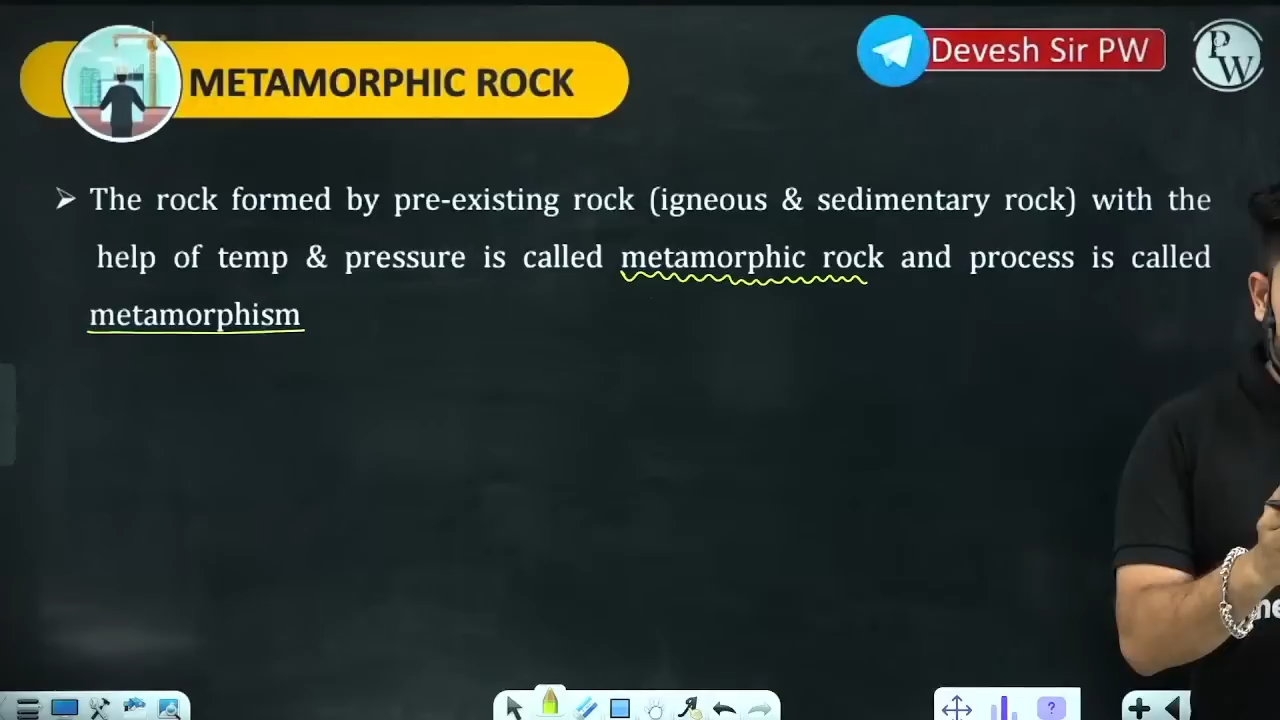 METAMORPHIC ROCK
Devesh Sir PW
PW
➢ The rock formed by pre-existing rock (igneous & sedimentary rock) with the
help of temp & pressure is called metamorphic rock and process is called
metamorphism
?